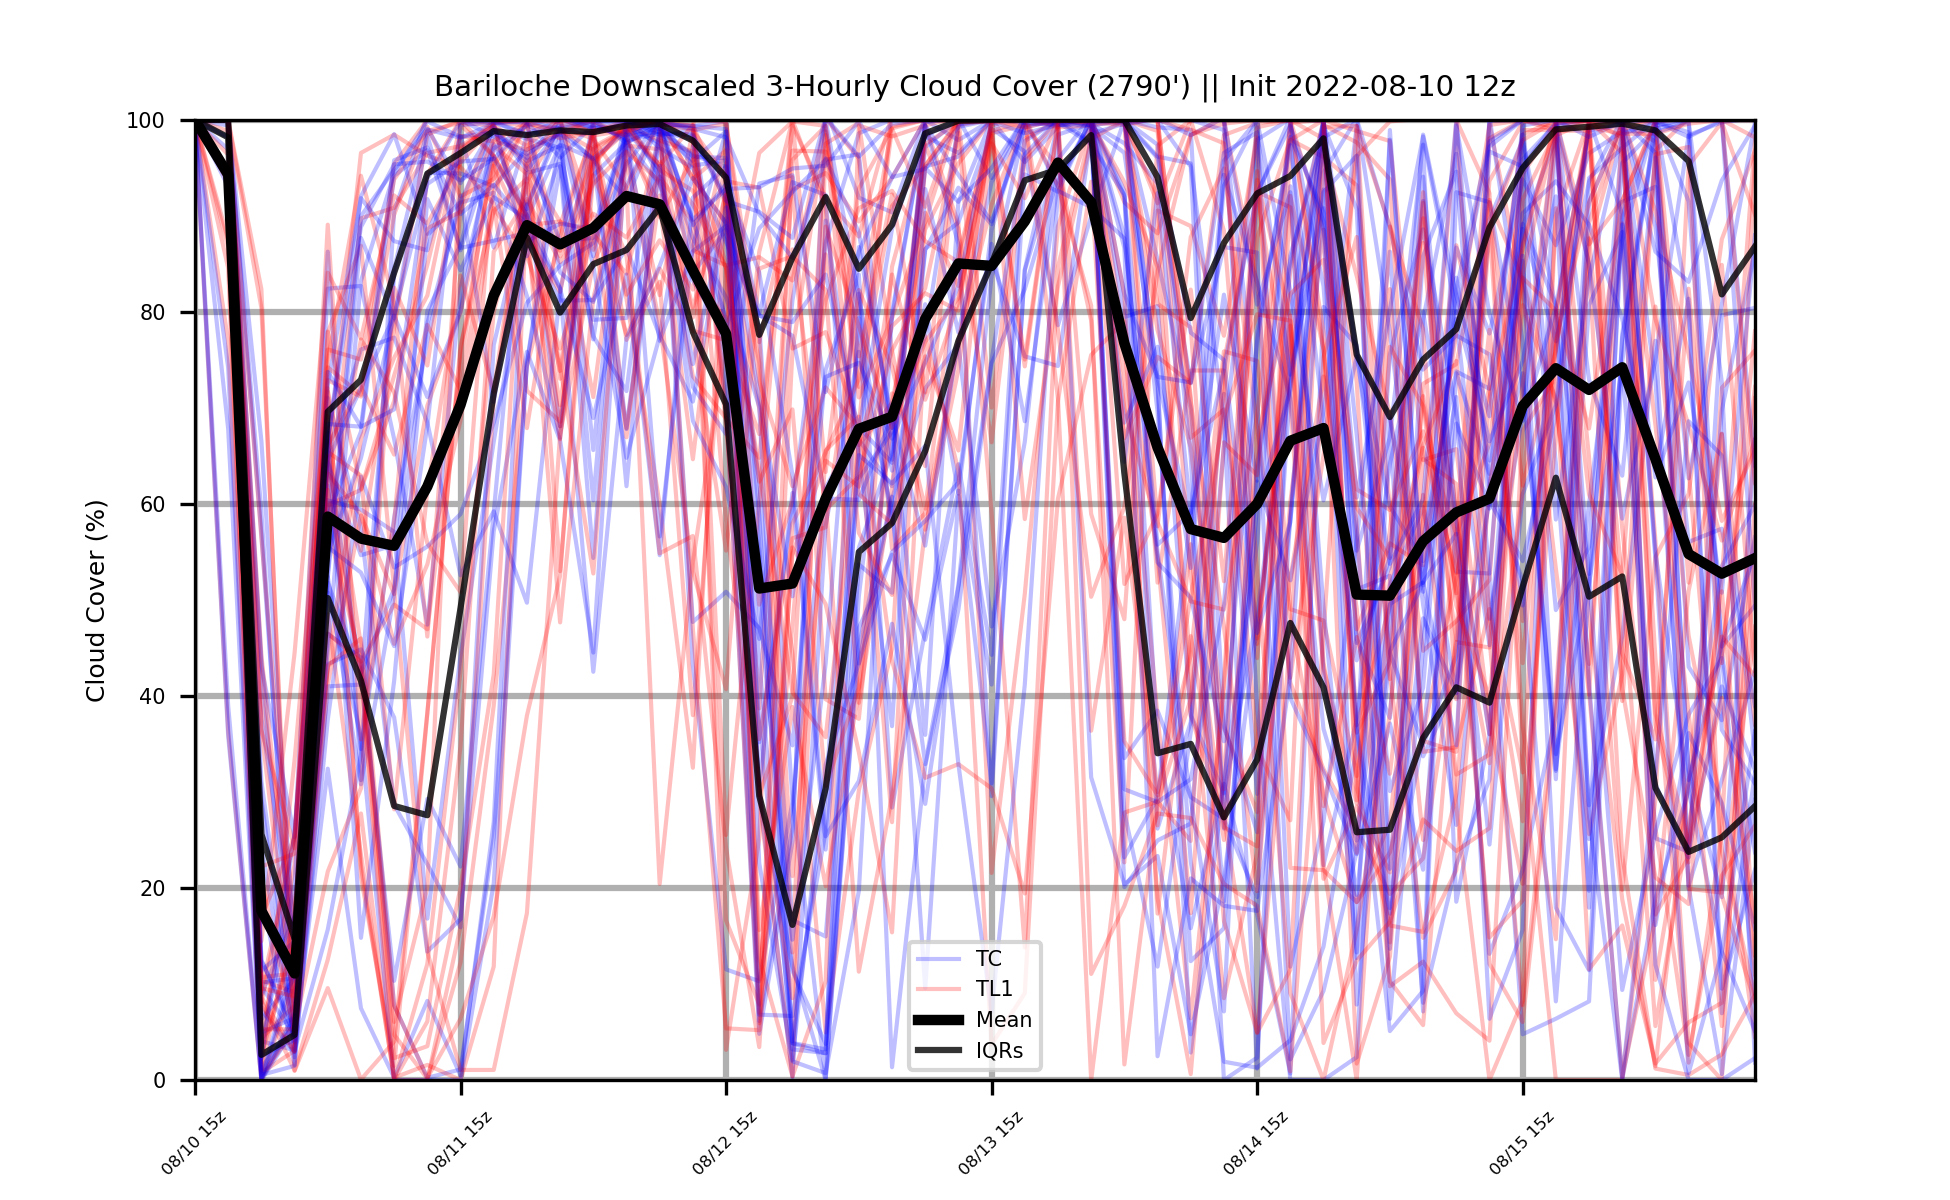 Bariloche Downscaled 3-Hourly Cloud Cover (2790') || Init 2022-08-10 12z
Cloud Cover (%)
100
80
60
40
20
0
TC
TL1
Mean
IQRs
08/10 15z
08/11 15z
08/12 15z
08/13 15z
08/14 15z
08/15 15z